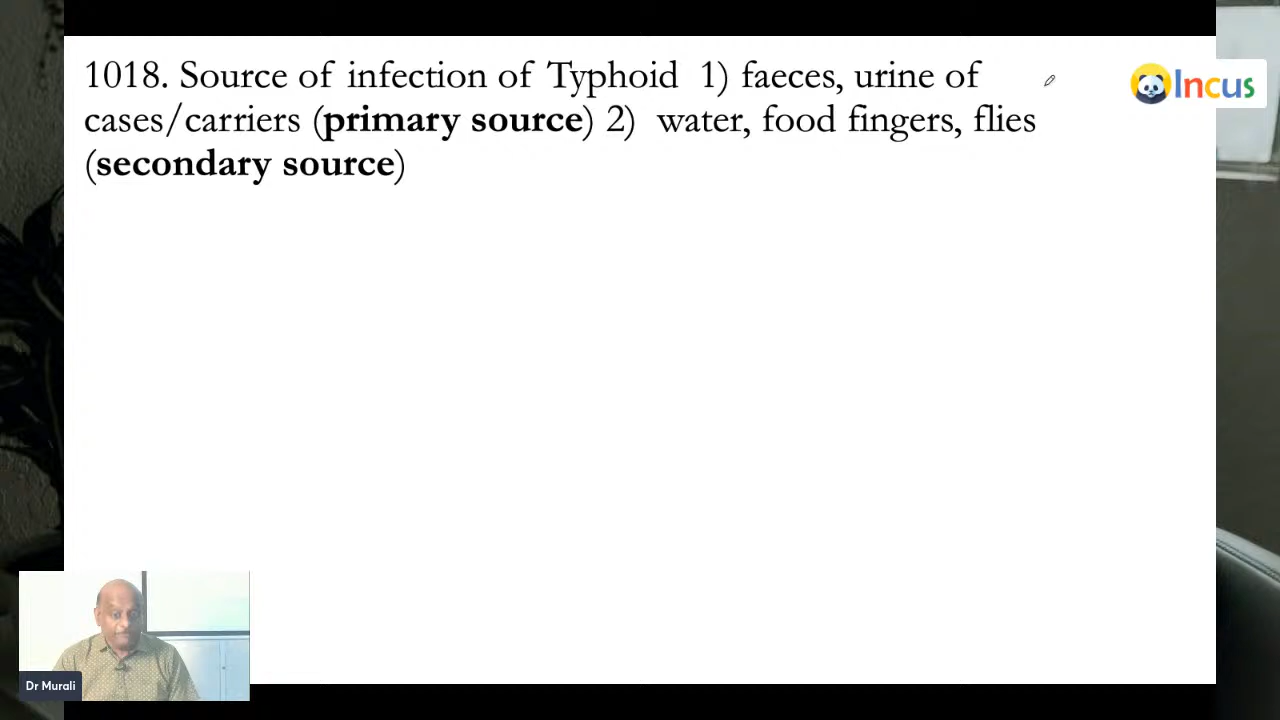 1018. Source of infection of Typhoid 1) faeces, urine of
cases/carriers (primary source) 2) water, food fingers, flies
(secondary source)
Incus
Dr Murali